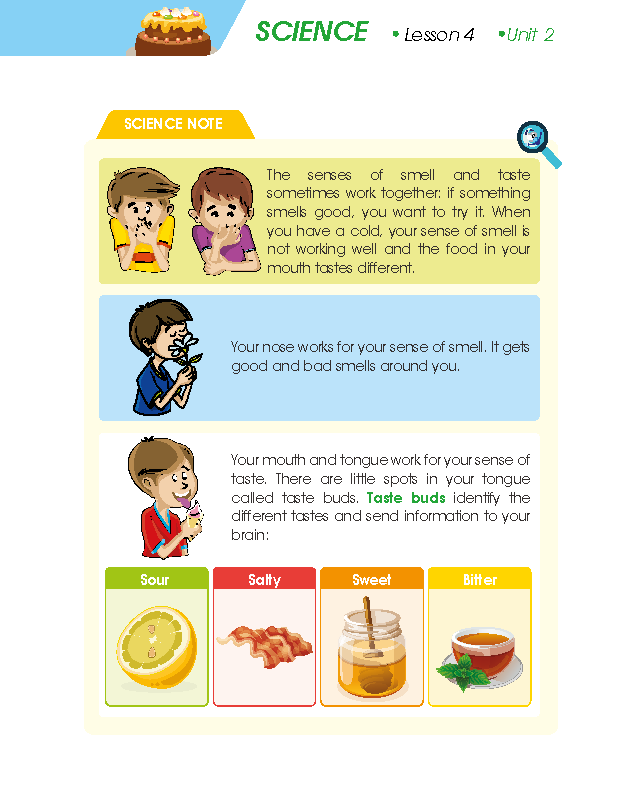 SCIENCE • Lesson 4 •Unit 2
SCIENCE NOTE
The senses of smell and taste
sometimes work together: if something
smells good, you want to try it. When
you have a cold, your sense of smell is
not working well and the food in your
mouth tastes different.
Your nose works for your sense of smell. It gets
good and bad smells around you.
Your mouth and tongue work for your sense of
taste. There are little spots in your tongue
called taste buds. Taste buds identify the
different tastes and send information to your
brain:
Sour Salty Sweet Bitter